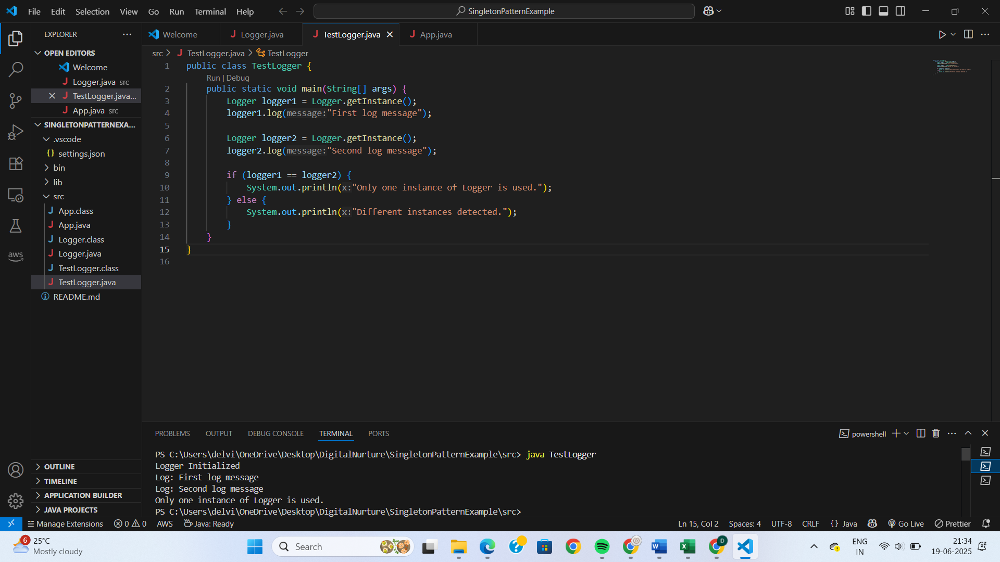 File Edit Selection View Go Run Terminal Help
SingletonPatternExample
EXPLORER
OPEN EDITORS
Welcome
Logger.java src
TestLogger.java...
App.java src
SINGLETONPATTERNEXA...
.vscode
{} settings.json
bin
lib
src
App.class
App.java
Logger.class
Logger.java
TestLogger.class
TestLogger.java
README.md
OUTLINE
TIMELINE
APPLICATION BUILDER
JAVA PROJECTS
aws
Welcome Logger.java TestLogger.java App.java
src > TestLogger.java > TestLogger
1 public class TestLogger {
Run | Debug
2 public static void main(String[] args) {
3 Logger logger1 = Logger.getInstance();
4 logger1.log(message:"First log message");
5
6 Logger logger2 = Logger.getInstance();
7 logger2.log(message:"Second log message");
8
9 if (logger1 == logger2) {
10 System.out.println(x:"Only one instance of Logger is used.");
11 } else {
12 System.out.println(x:"Different instances detected.");
13 }
14 }
15 }
16
PROBLEMS OUTPUT DEBUG CONSOLE TERMINAL PORTS
powershell
PS C:\Users\delvi\OneDrive\Desktop\DigitalNurture\SingletonPatternExample\src> java TestLogger
Logger Initialized
Log: First log message
Log: Second log message
Only one instance of Logger is used.
PS C:\Users\delvi\OneDrive\Desktop\DigitalNurture\SingletonPatternExample\src>
Manage Extensions 0 0 AWS Java: Ready
Ln 15, Col 2 Spaces: 4 UTF-8 CRLF {} Java Go Live Prettier
6
25°C
Mostly cloudy
Search
D
ENG
IN
21:34
19-06-2025